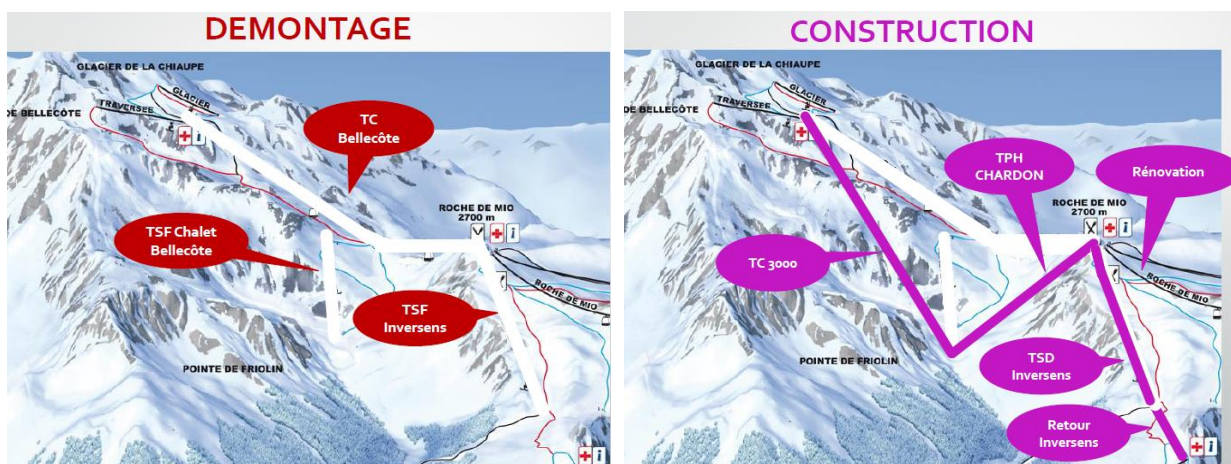 DEMONTAGE
GLACIER DE LA CHIAUPE
GLACIER
TRAVERSEE
DE BELLECÔTE
TC
Bellecôte
TSF Chalet
Bellecôte
ROCHE DE MIO
2700 m
ROCHE DE MIO
TSF
Inversens
POINTE DE FRIOLIN
CONSTRUCTION
GLACIER DE LA CHIAUPE
GLACIER
TRAVERSEE
DE BELLECÔTE
TPH
CHARDON
Rénovation
ROCHE DE MIO
2700 m
TC 3000
ROCHE DE MIO
TSD
Inversens
POINTE DE FRIOLIN
Retour
Inversens